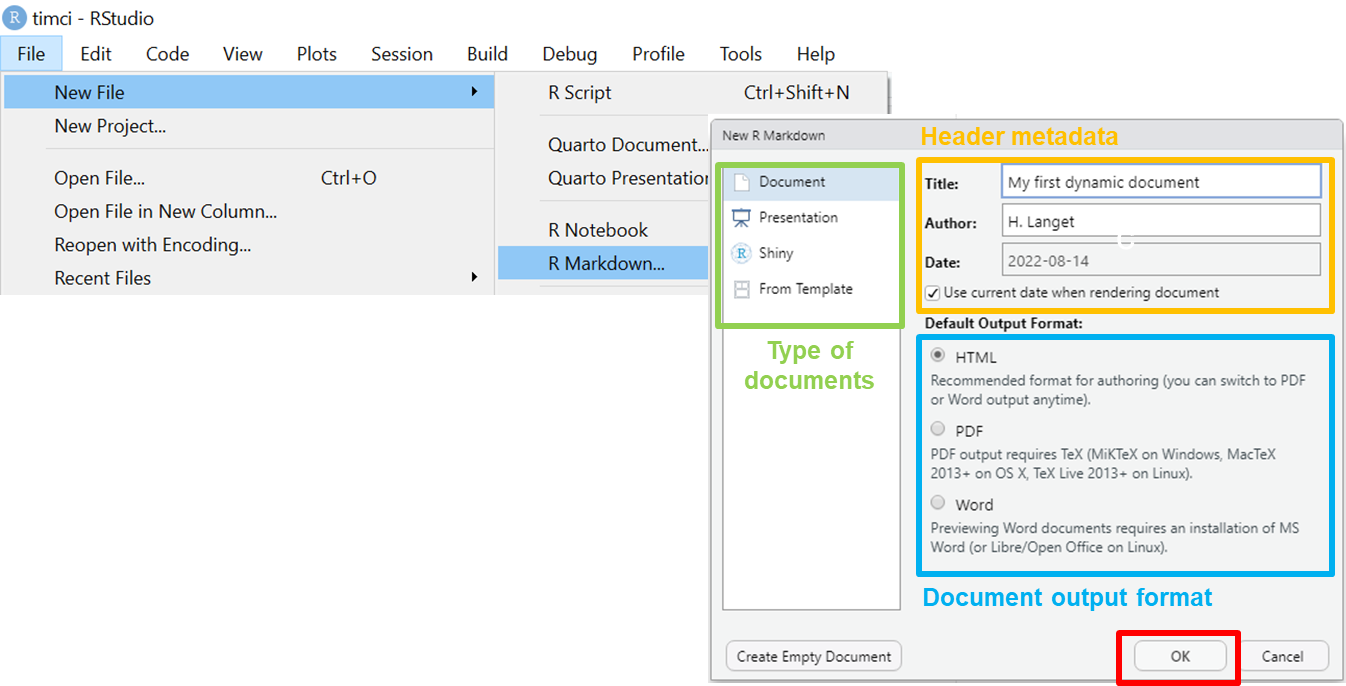 R timci - RStudio
File Edit Code View Plots Session Build Debug Profile Tools Help
New File
New Project...
Open File... Ctrl+O
Open File in New Column...
Reopen with Encoding...
Recent Files
R Script Ctrl+Shift+N
Quarto Document...
Quarto Presentation
R Notebook
R Markdown...
New R Markdown
Header metadata
Document
Presentation
R Shiny
From Template
Type of
documents
Title: My first dynamic document
Author: H. Langet
Date: 2022-08-14
Use current date when rendering document
Default Output Format:
HTML
Recommended format for authoring (you can switch to PDF
or Word output anytime).
PDF
PDF output requires TeX (MiKTeX on Windows, MacTeX
2013+ on OS X, TeX Live 2013+ on Linux).
Word
Previewing Word documents requires an installation of MS
Word (or Libre/Open Office on Linux).
Document output format
Create Empty Document OK Cancel